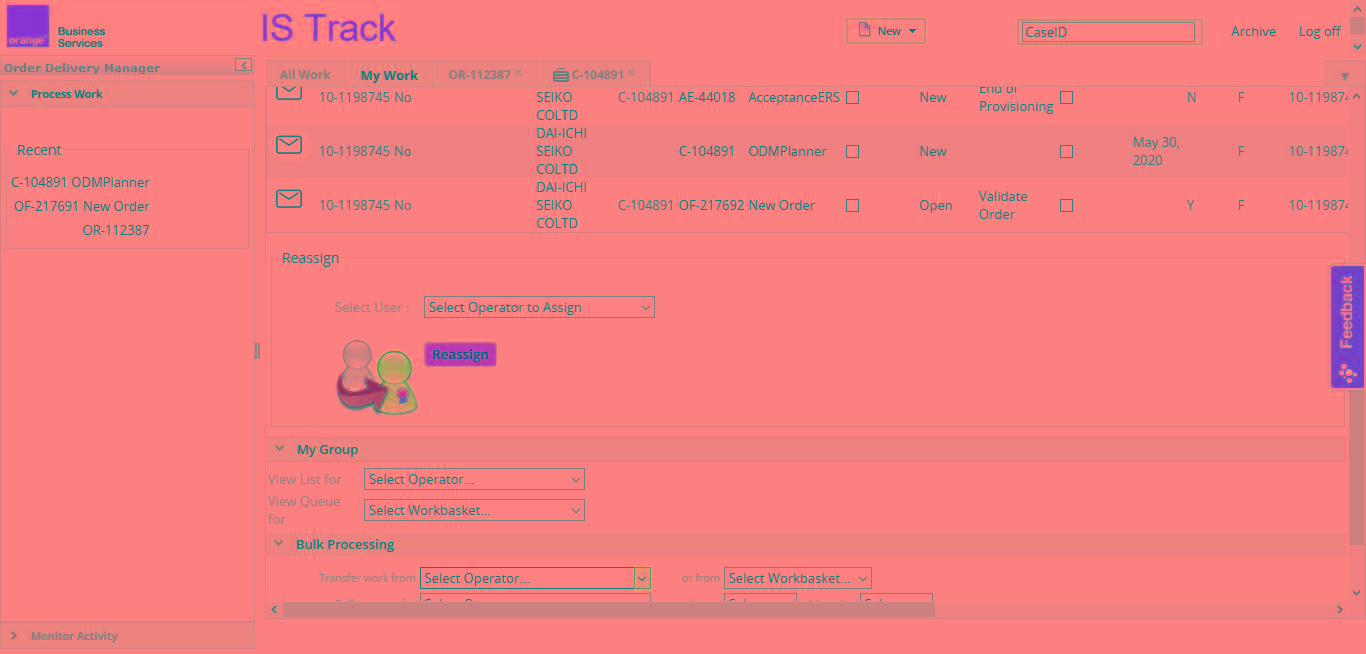 orange
Business
Services
IS Track
New
CaseID
Archive
Log off
Order Delivery Manager
All Work
My Work
OR-112387
C-104891
Process Work
Recent
C-104891 ODMPlanner
OF-217691 New Order
OR-112387
10-1198745 No SEIKO C-104891 AE-44018 AcceptanceERS New End of N F 10-119874
COLTD Provisioning
DAI-ICHI
10-1198745 No SEIKO C-104891 ODMPlanner New May 30, F 10-119874
COLTD 2020
DAI-ICHI
10-1198745 No SEIKO C-104891 OF-217692 New Order Open Validate Y F 10-119874
COLTD Order
Reassign
Select User : Select Operator to Assign
Reassign
Feedback
My Group
View List for Select Operator...
View Queue Select Workbasket...
for
Bulk Processing
Transfer work from Select Operator... or from Select Workbasket...
Monitor Activity